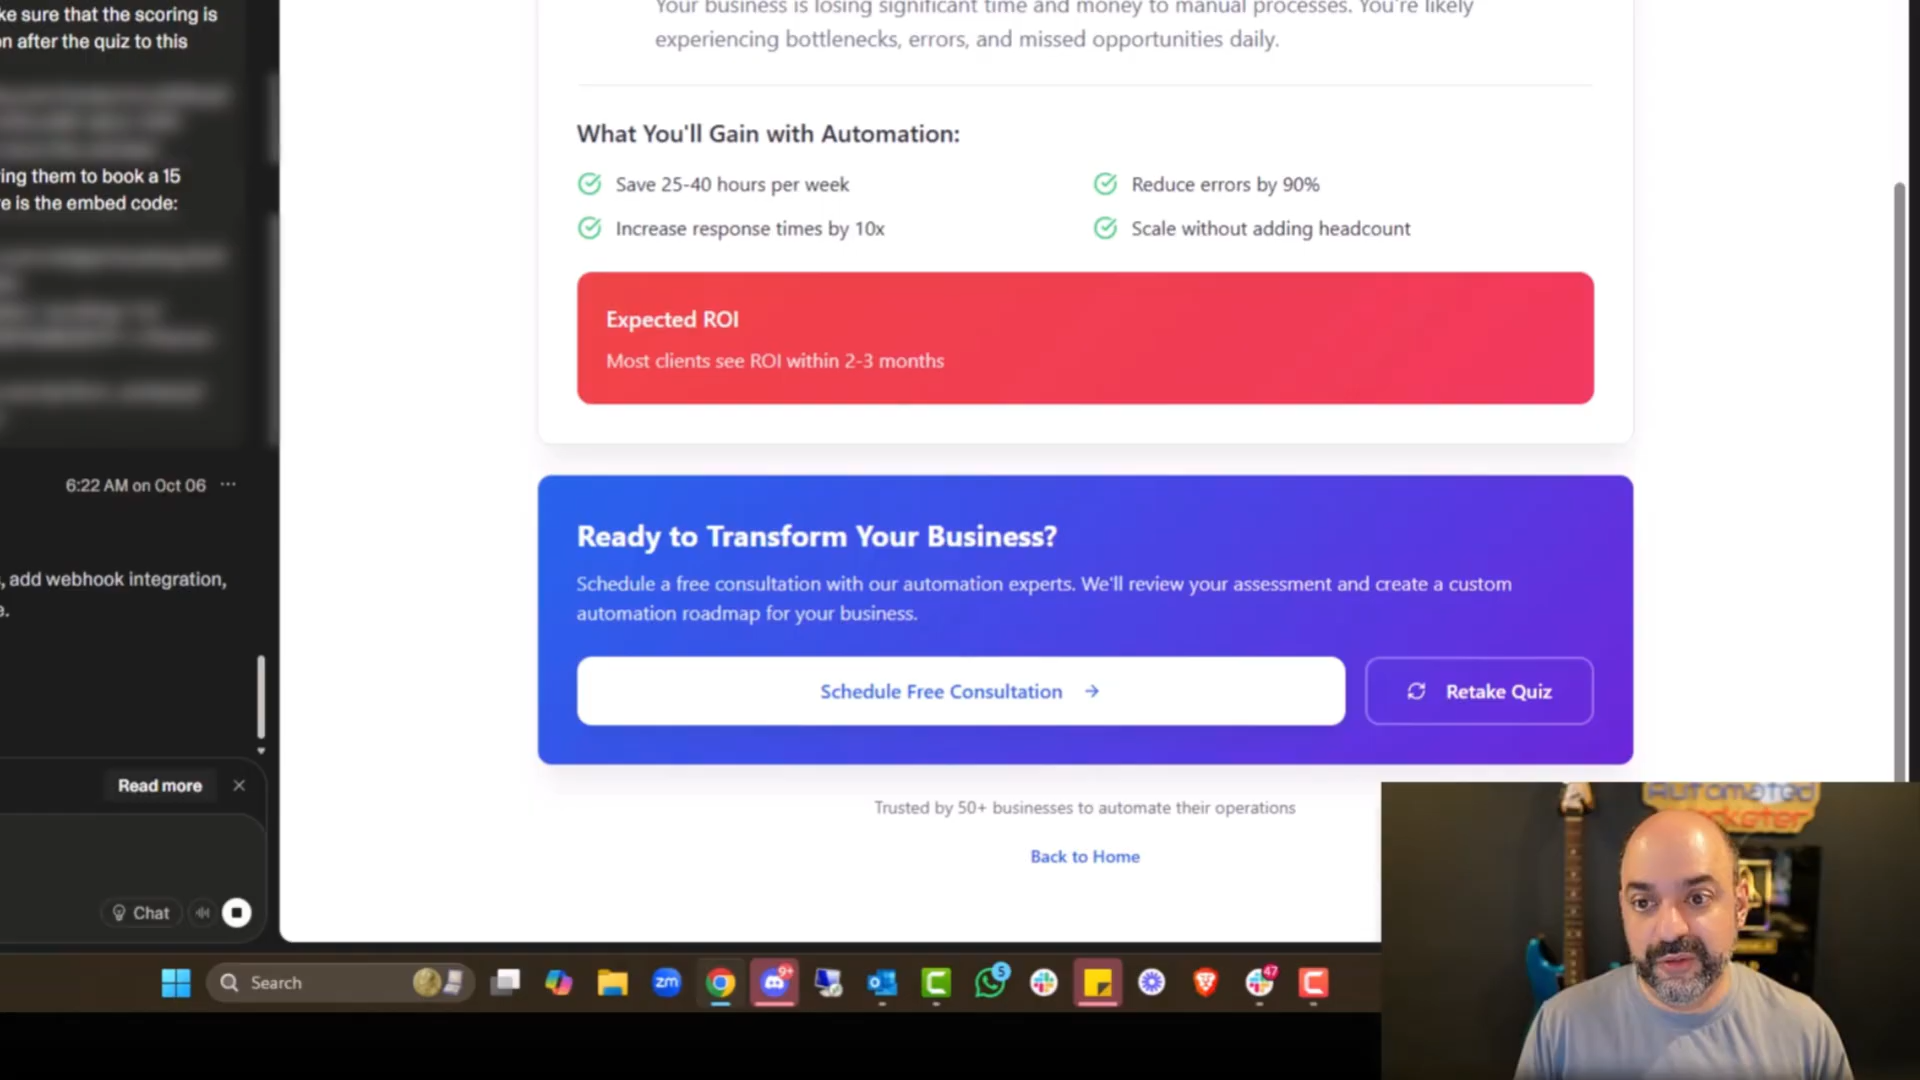 ke sure that the scoring is
n after the quiz to this
ing them to book a 15
e is the embed code:
6:22 AM on Oct 06
, add webhook integration,
e.
Read more
Chat
Your business is losing significant time and money to manual processes. You're likely
experiencing bottlenecks, errors, and missed opportunities daily.
What You'll Gain with Automation:
Save 25-40 hours per week
Reduce errors by 90%
Increase response times by 10x
Scale without adding headcount
Expected ROI
Most clients see ROI within 2-3 months
Ready to Transform Your Business?
Schedule a free consultation with our automation experts. We'll review your assessment and create a custom
automation roadmap for your business.
Schedule Free Consultation
Retake Quiz
Trusted by 50+ businesses to automate their operations
Back to Home
Automated
rketer
Search
zm
9+
5
47